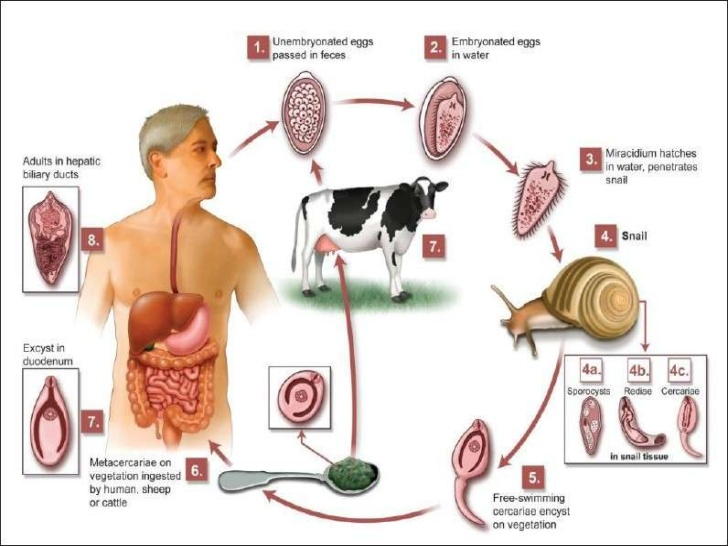 1.
Unembryonated eggs
passed in feces
2.
Embryonated eggs
in water
3.
Miracidium hatches
in water, penetrates
snail
4.
Snail
4a.
4b.
4c.
Sporocysts
Rediae
Cercariae
in snail tissue
5.
Free-swimming
cercariae encyst
on vegetation
6.
Metacercariae on
vegetation ingested
by human, sheep
or cattle
7.
7.
Excyst in
duodenum
8.
Adults in hepatic
biliary ducts